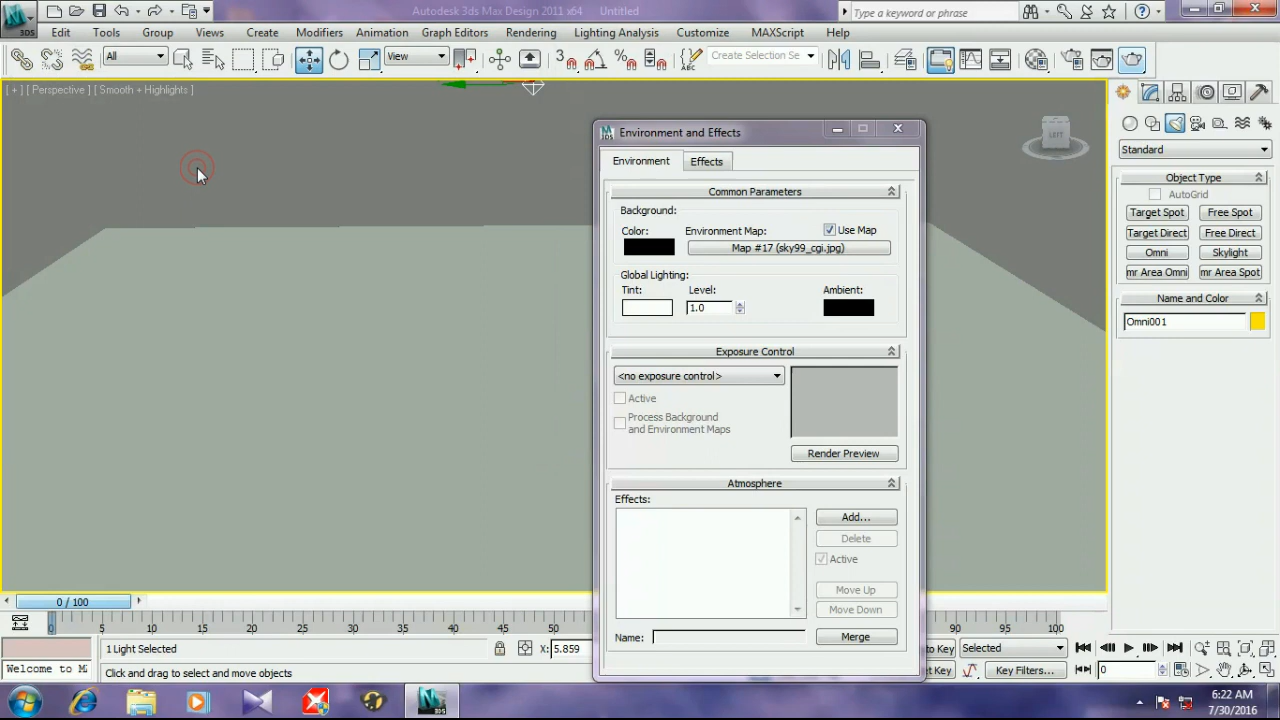 Autodesk 3ds Max Design 2011 x64 Untitled
Type a keyword or phrase
3DS
Edit Tools Group Views Create Modifiers Animation Graph Editors Rendering Lighting Analysis Customize MAXScript Help
All
View
3
Create Selection Se
[ + ] [ Perspective ] [ Smooth + Highlights ]
LEFT
Environment and Effects
Environment Effects
Common Parameters
Background:
Color: Environment Map: Use Map
Map #17 (sky99_cgi.jpg)
Global Lighting:
Tint: Level: Ambient:
1.0
Exposure Control
<no exposure control>
Active
Process Background
and Environment Maps
Render Preview
Atmosphere
Effects:
Add...
Delete
Active
Move Up
Move Down
Name:
Merge
Standard
Object Type
AutoGrid
Target Spot Free Spot
Target Direct Free Direct
Omni Skylight
mr Area Omni mr Area Spot
Name and Color
Omni001
0 / 100
0 5 10 15 20 25 30 35 40 45 50 90 95 100
1 Light Selected
X: 5.859
Selected
Welcome to M
Click and drag to select and move objects
Key Filters...
0
6:22 AM
7/30/2016